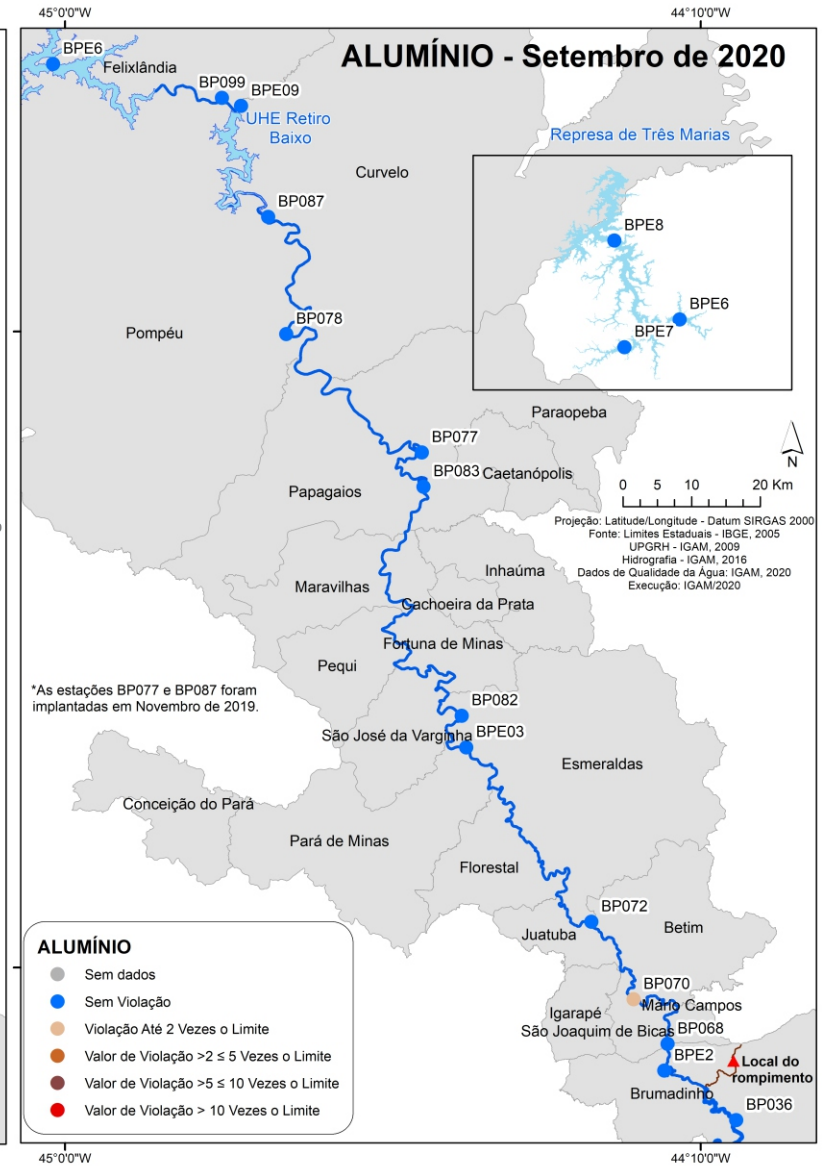 45°0'0"W
44°10'0"W
ALUMÍNIO - Setembro de 2020
BPE6
Felixlândia
BP099
BPE09
UHE Retiro
Baixo
Represa de Três Marias
Curvelo
BP087
BPE8
BPE6
BPE7
BP078
Pompéu
Paraopeba
BP077
BP083
Caetanópolis
Papagaios
N
0 5 10 20 Km
Projeção: Latitude/Longitude - Datum SIRGAS 2000
Fonte: Limites Estaduais - IBGE, 2005
UPGRH - IGAM, 2009
Hidrografia - IGAM, 2016
Dados de Qualidade da Água: IGAM, 2020
Execução: IGAM/2020
Inhaúma
Maravilhas
Cachoeira da Prata
Fortuna de Minas
Pequi
*As estações BP077 e BP087 foram
implantadas em Novembro de 2019.
BP082
São José da Varginha
BPE03
Esmeraldas
Conceição do Pará
Pará de Minas
Florestal
BP072
Juatuba
Betim
BP070
Mário Campos
Igarapé
São Joaquim de Bicas
BP068
BPE2
Local do
rompimento
Brumadinho
BP036
ALUMÍNIO
Sem dados
Sem Violação
Violação Até 2 Vezes o Limite
Valor de Violação >2 ≤ 5 Vezes o Limite
Valor de Violação >5 ≤ 10 Vezes o Limite
Valor de Violação > 10 Vezes o Limite
45°0'0"W
44°10'0"W